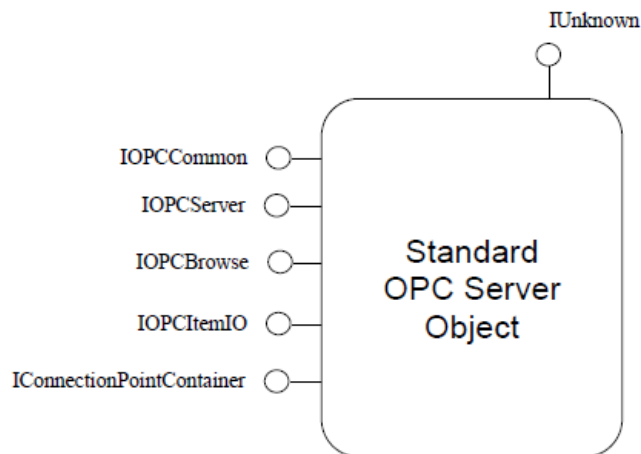 IUnknown
IOPCCommon
IOPCServer
IOPCBrowse
IOPCItemIO
IConnectionPointContainer
Standard
OPC Server
Object